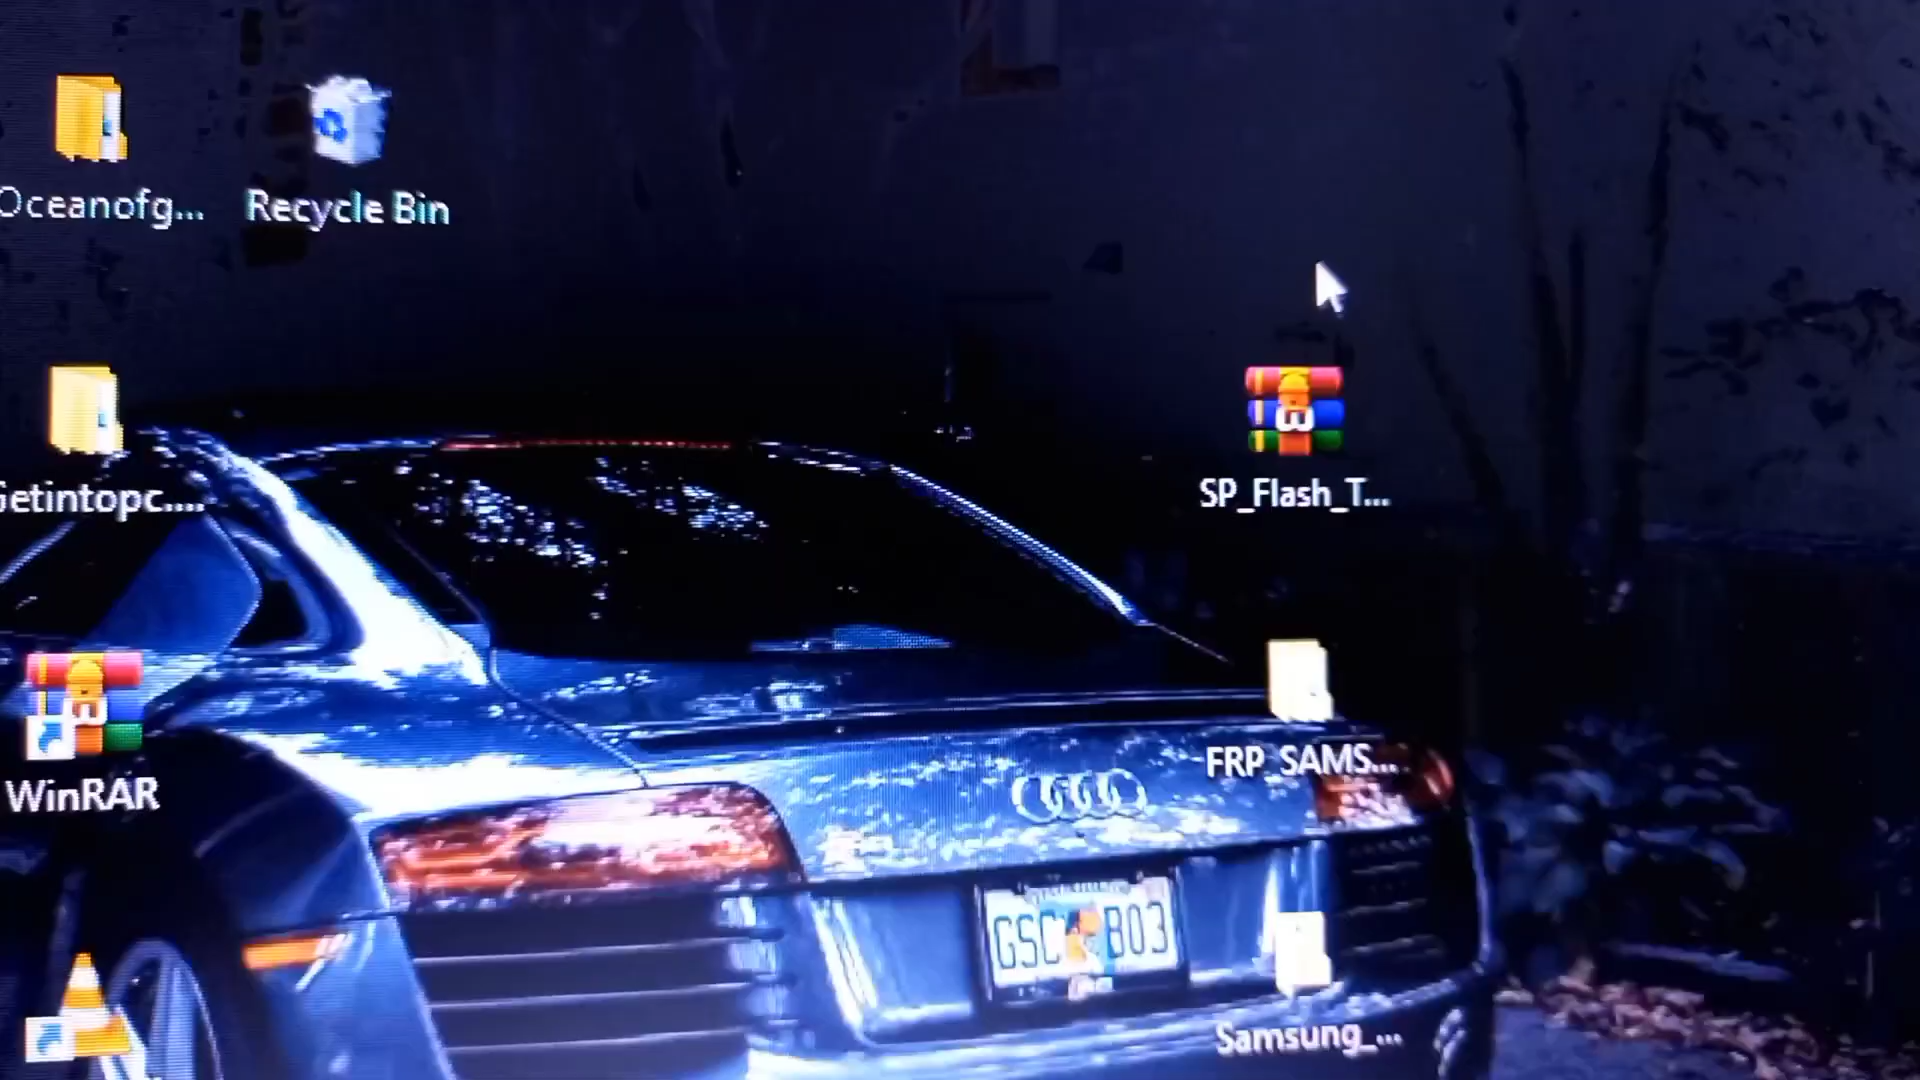 Oceanofg...
Recycle Bin
Getintopc....
SP_Flash_T...
WinRAR
FRP_SAMS...
GSC B03
Samsung_...